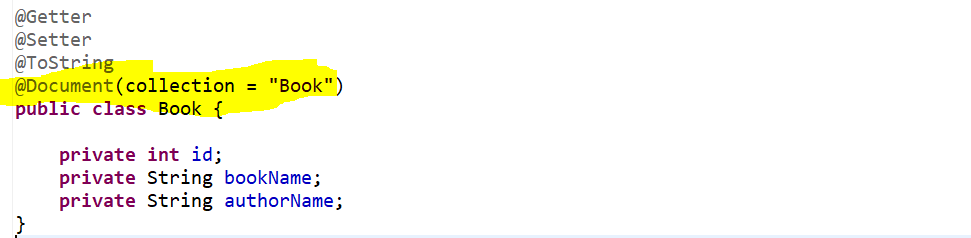 @Getter
@Setter
@ToString
@Document(collection = "Book")
public class Book {
private int id;
private String bookName;
private String authorName;
}